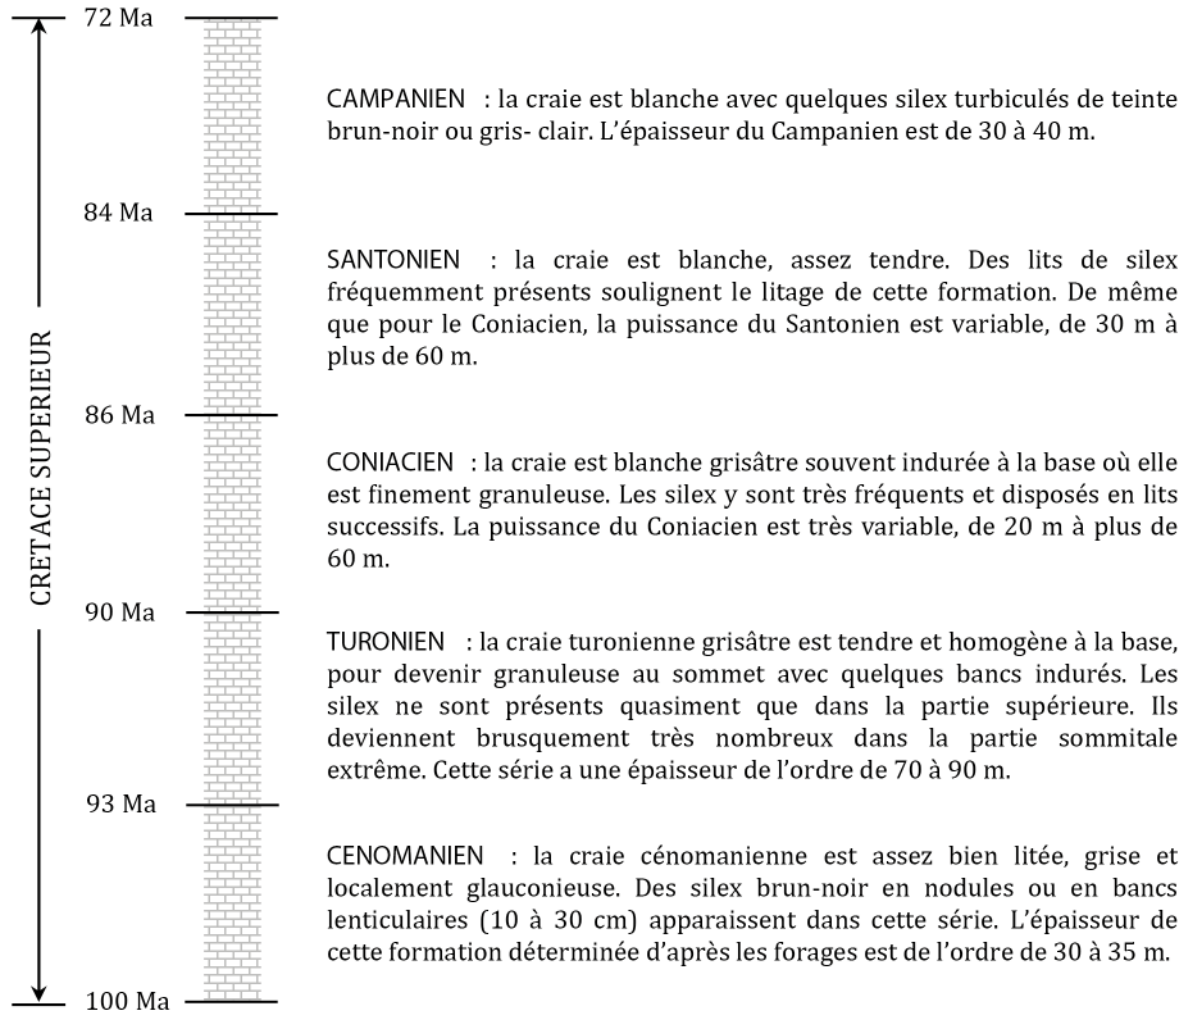 72 Ma
CAMPANIEN : la craie est blanche avec quelques silex turbiculés de teinte
brun-noir ou gris- clair. L’épaisseur du Campanien est de 30 à 40 m.
84 Ma
SANTONIEN : la craie est blanche, assez tendre. Des lits de silex
fréquemment présents soulignent le litage de cette formation. De même
que pour le Coniacien, la puissance du Santonien est variable, de 30 m à
plus de 60 m.
CRETACE SUPERIEUR
86 Ma
CONIACIEN : la craie est blanche grisâtre souvent indurée à la base où elle
est finement granuleuse. Les silex y sont très fréquents et disposés en lits
successifs. La puissance du Coniacien est très variable, de 20 m à plus de
60 m.
90 Ma
TURONIEN : la craie turonienne grisâtre est tendre et homogène à la base,
pour devenir granuleuse au sommet avec quelques bancs indurés. Les
silex ne sont présents quasiment que dans la partie supérieure. Ils
deviennent brusquement très nombreux dans la partie sommitale
extrême. Cette série a une épaisseur de l’ordre de 70 à 90 m.
93 Ma
CENOMANIEN : la craie cénomanienne est assez bien litée, grise et
localement glauconieuse. Des silex brun-noir en nodules ou en bancs
lenticulaires (10 à 30 cm) apparaissent dans cette série. L’épaisseur de
cette formation déterminée d’après les forages est de l’ordre de 30 à 35 m.
100 Ma